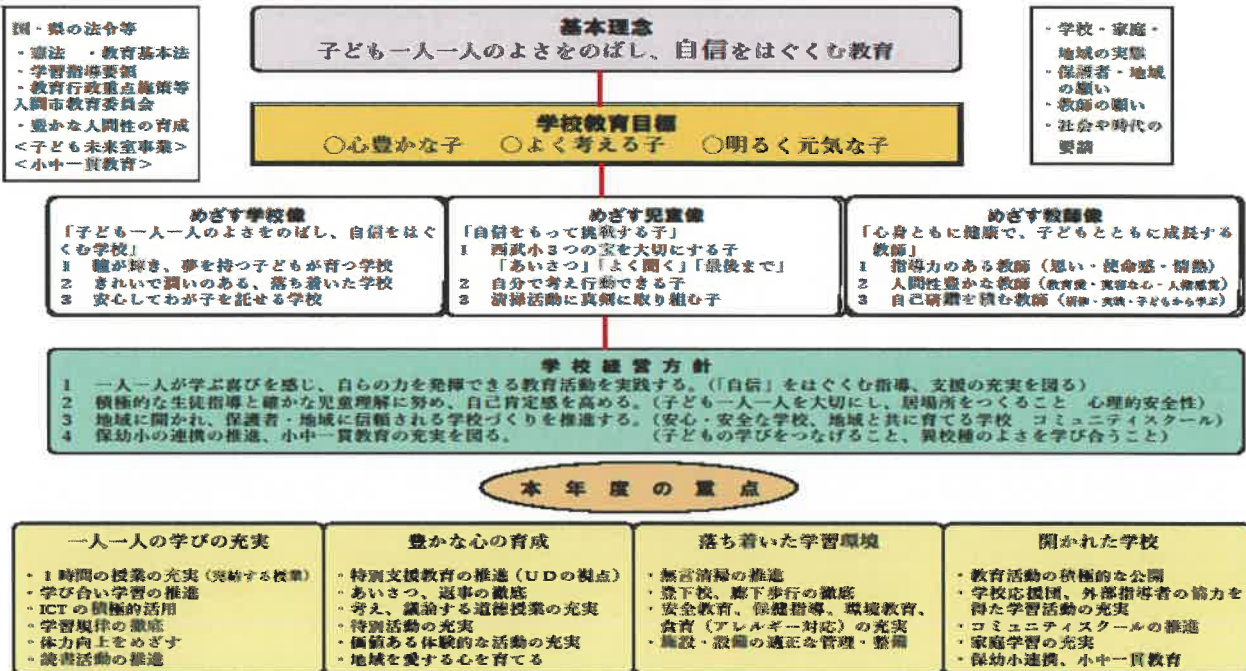 国・県の法令等
・憲法 ・教育基本法
・学習指導要領
・教育行政重点施策等
入間市教育委員会
・豊かな人間性の育成
<子ども未来室事業>
<小中一貫教育>
基本理念
子ども一人一人のよさをのばし、自信をはぐくむ教育
・学校・家庭・
地域の実態
・保護者・地域
の願い
・教師の願い
・社会や時代の
要請
学校教育目標
○心豊かな子 ○よく考える子 ○明るく元気な子
めざす学校像
「子ども一人一人のよさをのばし、自信をはぐ
くむ学校」
1 瞳が輝き、夢を持つ子どもが育つ学校
2 きれいで潤いのある、落ち着いた学校
3 安心してわが子を託せる学校
めざす児童像
「自信をもって挑戦する子」
1 西武小3つの宝を大切にする子
「あいさつ」「よく聞く」「最後まで」
2 自分で考え行動できる子
3 清掃活動に真剣に取り組む子
めざす教師像
「心身ともに健康で、子どもとともに成長する
教師」
1 指導力のある教師(思い・使命感・情熱)
2 人間性豊かな教師(教育愛・寛容な心・人権感覚)
3 自己研鑽を積む教師(研修・実践・子どもから学ぶ)
学校経営方針
1 一人一人が学ぶ喜びを感じ、自らの力を発揮できる教育活動を実践する。(「自信」をはぐくむ指導、支援の充実を図る)
2 積極的な生徒指導と確かな児童理解に努め、自己肯定感を高める。(子ども一人一人を大切にし、居場所をつくること 心理的安全性)
3 地域に開かれ、保護者・地域に信頼される学校づくりを推進する。(安心・安全な学校、地域と共に育てる学校 コミュニティスクール)
4 保幼小の連携の推進、小中一貫教育の充実を図る。 (子どもの学びをつなげること、異校種のよさを学び合うこと)
本年度の重点
一人一人の学びの充実
・1時間の授業の充実(完結する授業)
・学び合い学習の推進
・ICTの積極的活用
・学習規律の徹底
・体力向上をめざす
・読書活動の推進
豊かな心の育成
・特別支援教育の推進(UDの視点)
・あいさつ、返事の徹底
・考え、議論する道徳授業の充実
・特別活動の充実
・価値ある体験的な活動の充実
・地域を愛する心を育てる
落ち着いた学習環境
・無言清掃の推進
・登下校、廊下歩行の徹底
・安全教育、保健指導、環境教育、
食育(アレルギー対応)の充実
・施設・設備の適正な管理・整備
開かれた学校
・教育活動の積極的な公開
・学校応援団、外部指導者の協力を
得た学習活動の充実
・コミュニティスクールの推進
・家庭学習の充実
・保幼小連携、小中一貫教育